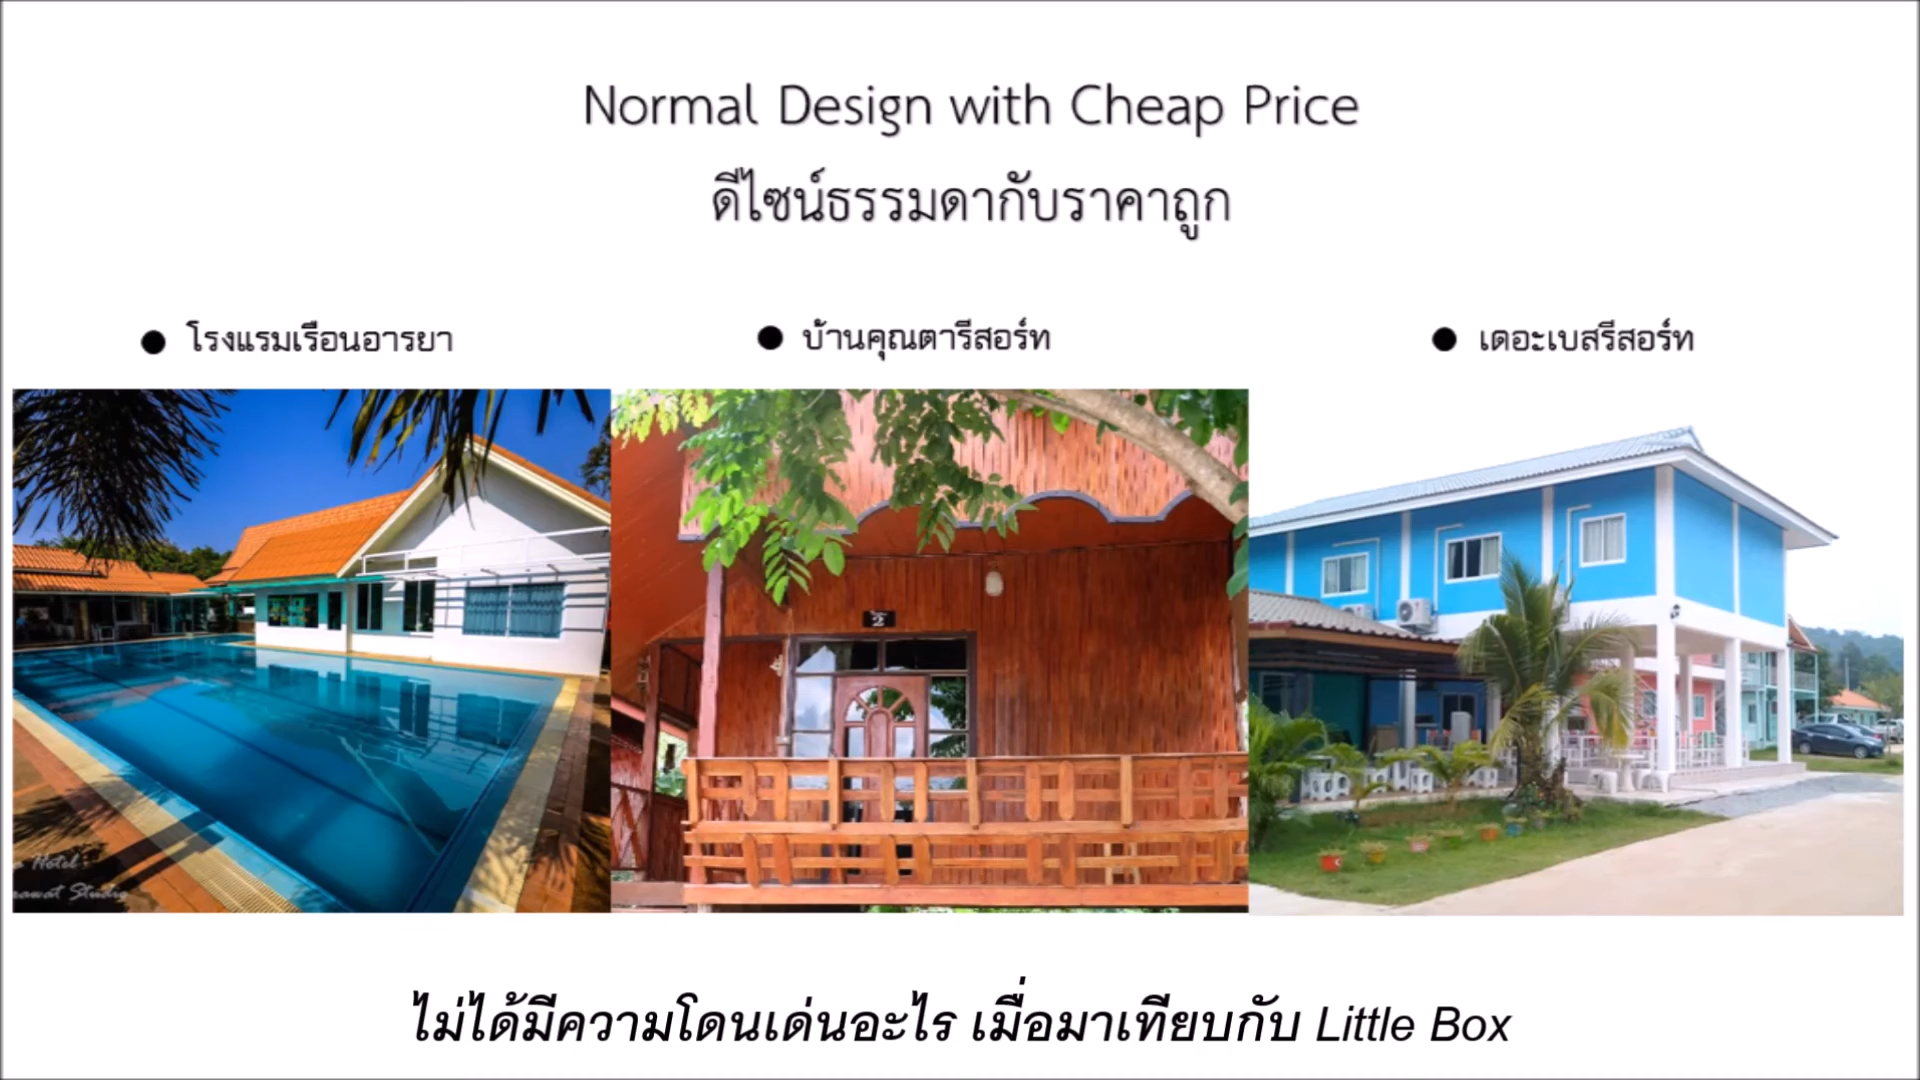 Normal Design with Cheap Price
ดีไซน์ธรรมดากับราคาถูก
● โรงแรมเรือนอารยา
● บ้านคุณตารีสอร์ท
● เดอะเบสรีสอร์ท
2
Hotel
Studio
ไม่ได้มีความโดนเด่นอะไร เมื่อมาเทียบกับ Little Box